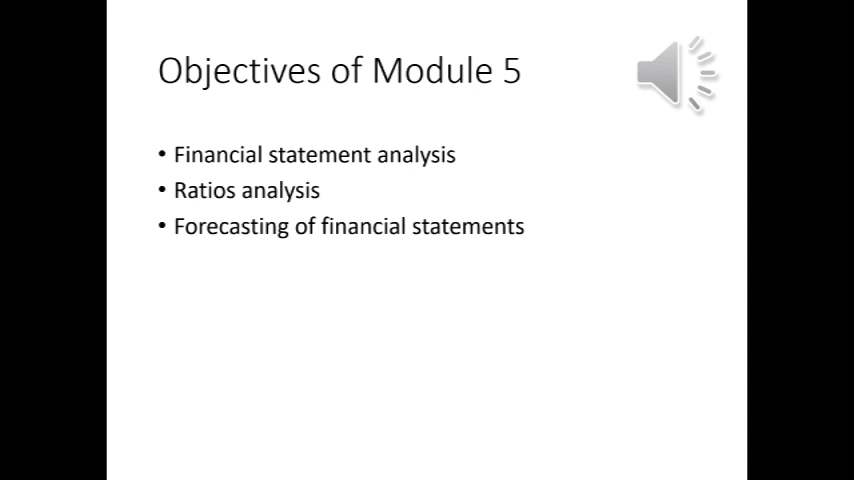 Objectives of Module 5
• Financial statement analysis
• Ratios analysis
• Forecasting of financial statements